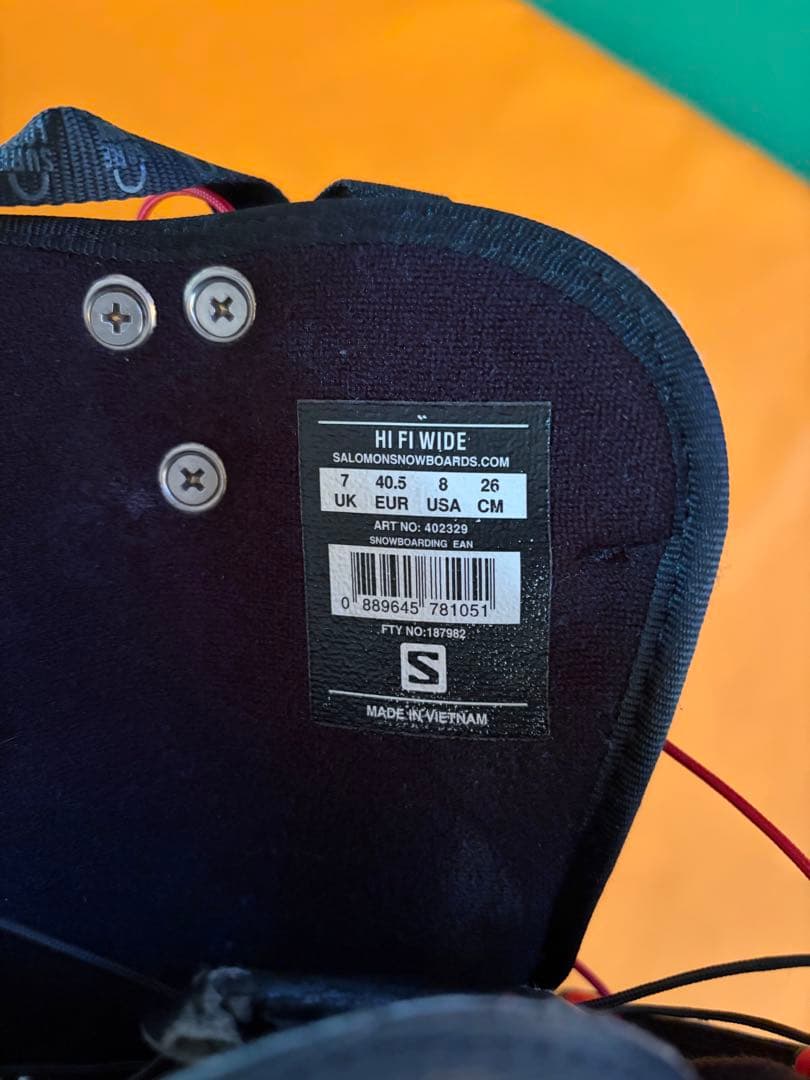 HI FI WIDE
SALOMONSNOWBOARDS.COM
7 40.5 8 26
UK EUR USA CM
ART NO: 402329
SNOWBOARDING EAN
0 889645 781051
FTY NO:187982
S
MADE IN VIETNAM